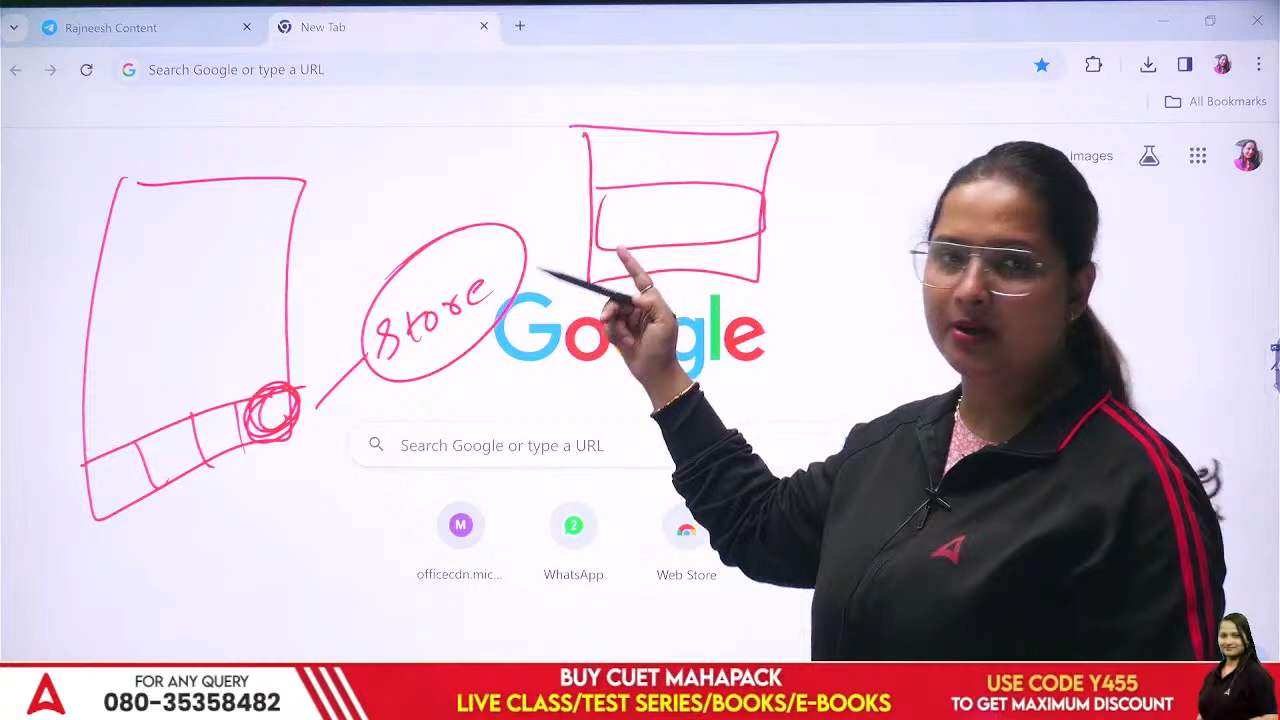 Rajneesh Content
New Tab
Search Google or type a URL
All Bookmarks
Images
Store
Google
Search Google or type a URL
M
2
officecdn.mic...
WhatsApp
Web Store
FOR ANY QUERY
080-35358482
BUY CUET MAHAPACK
LIVE CLASS/TEST SERIES/BOOKS/E-BOOKS
USE CODE Y455
TO GET MAXIMUM DISCOUNT